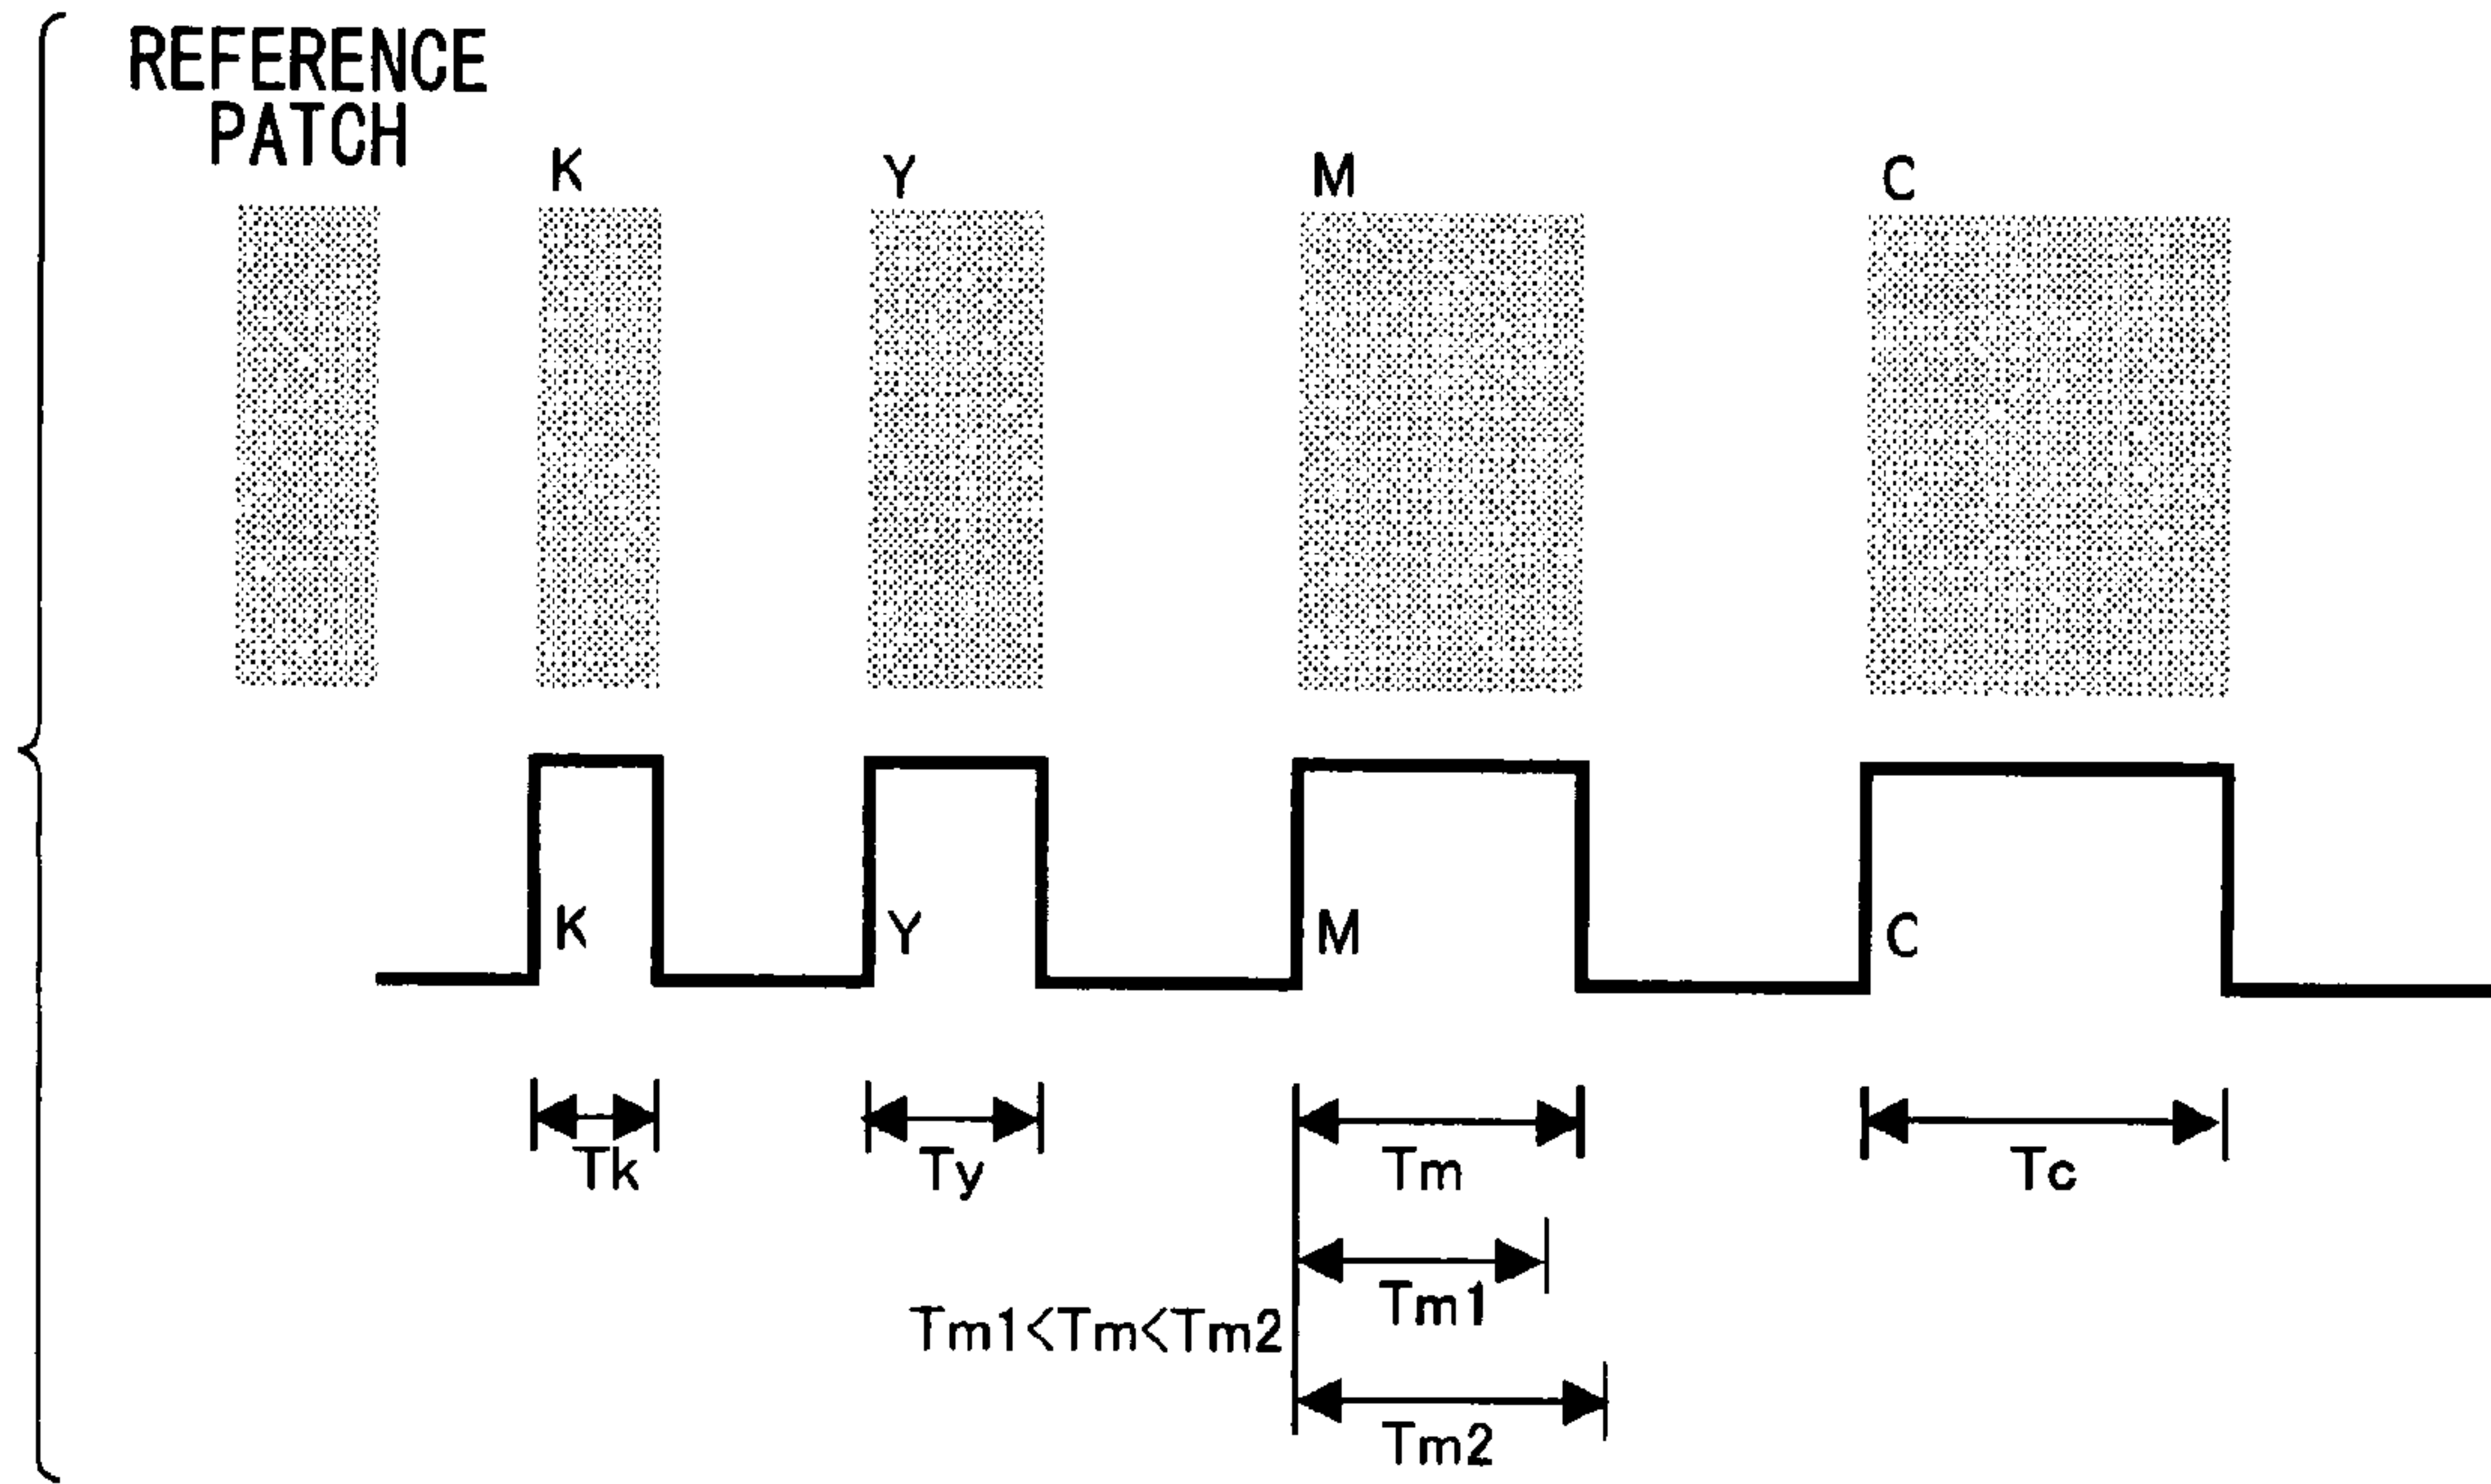 REFERENCE
PATCH
K Y M C
K Y M C
Tk Ty Tm Tc
Tm1
Tm1<Tm<Tm2
Tm2